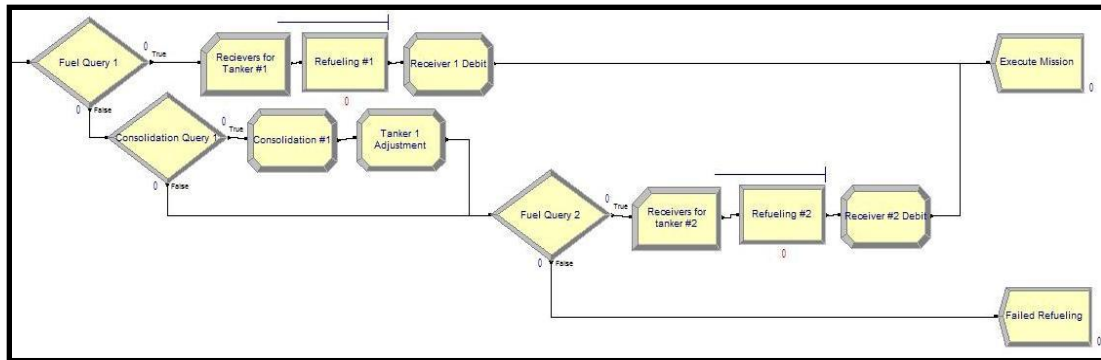 Fuel Query 1
0
True
0
False
Recievers for
Tanker #1
Refueling #1
0
Receiver 1 Debit
Execute Mission
0
Consolidation Query 1
0
True
0
False
Consolidation #1
Tanker 1
Adjustment
Fuel Query 2
0
True
0
False
Receivers for
tanker #2
Refueling #2
0
Receiver #2 Debit
Failed Refueling
0